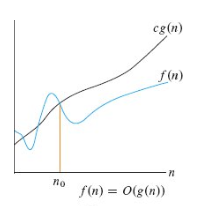 cg(n)
f(n)
n
n₀
f(n) = O(g(n))